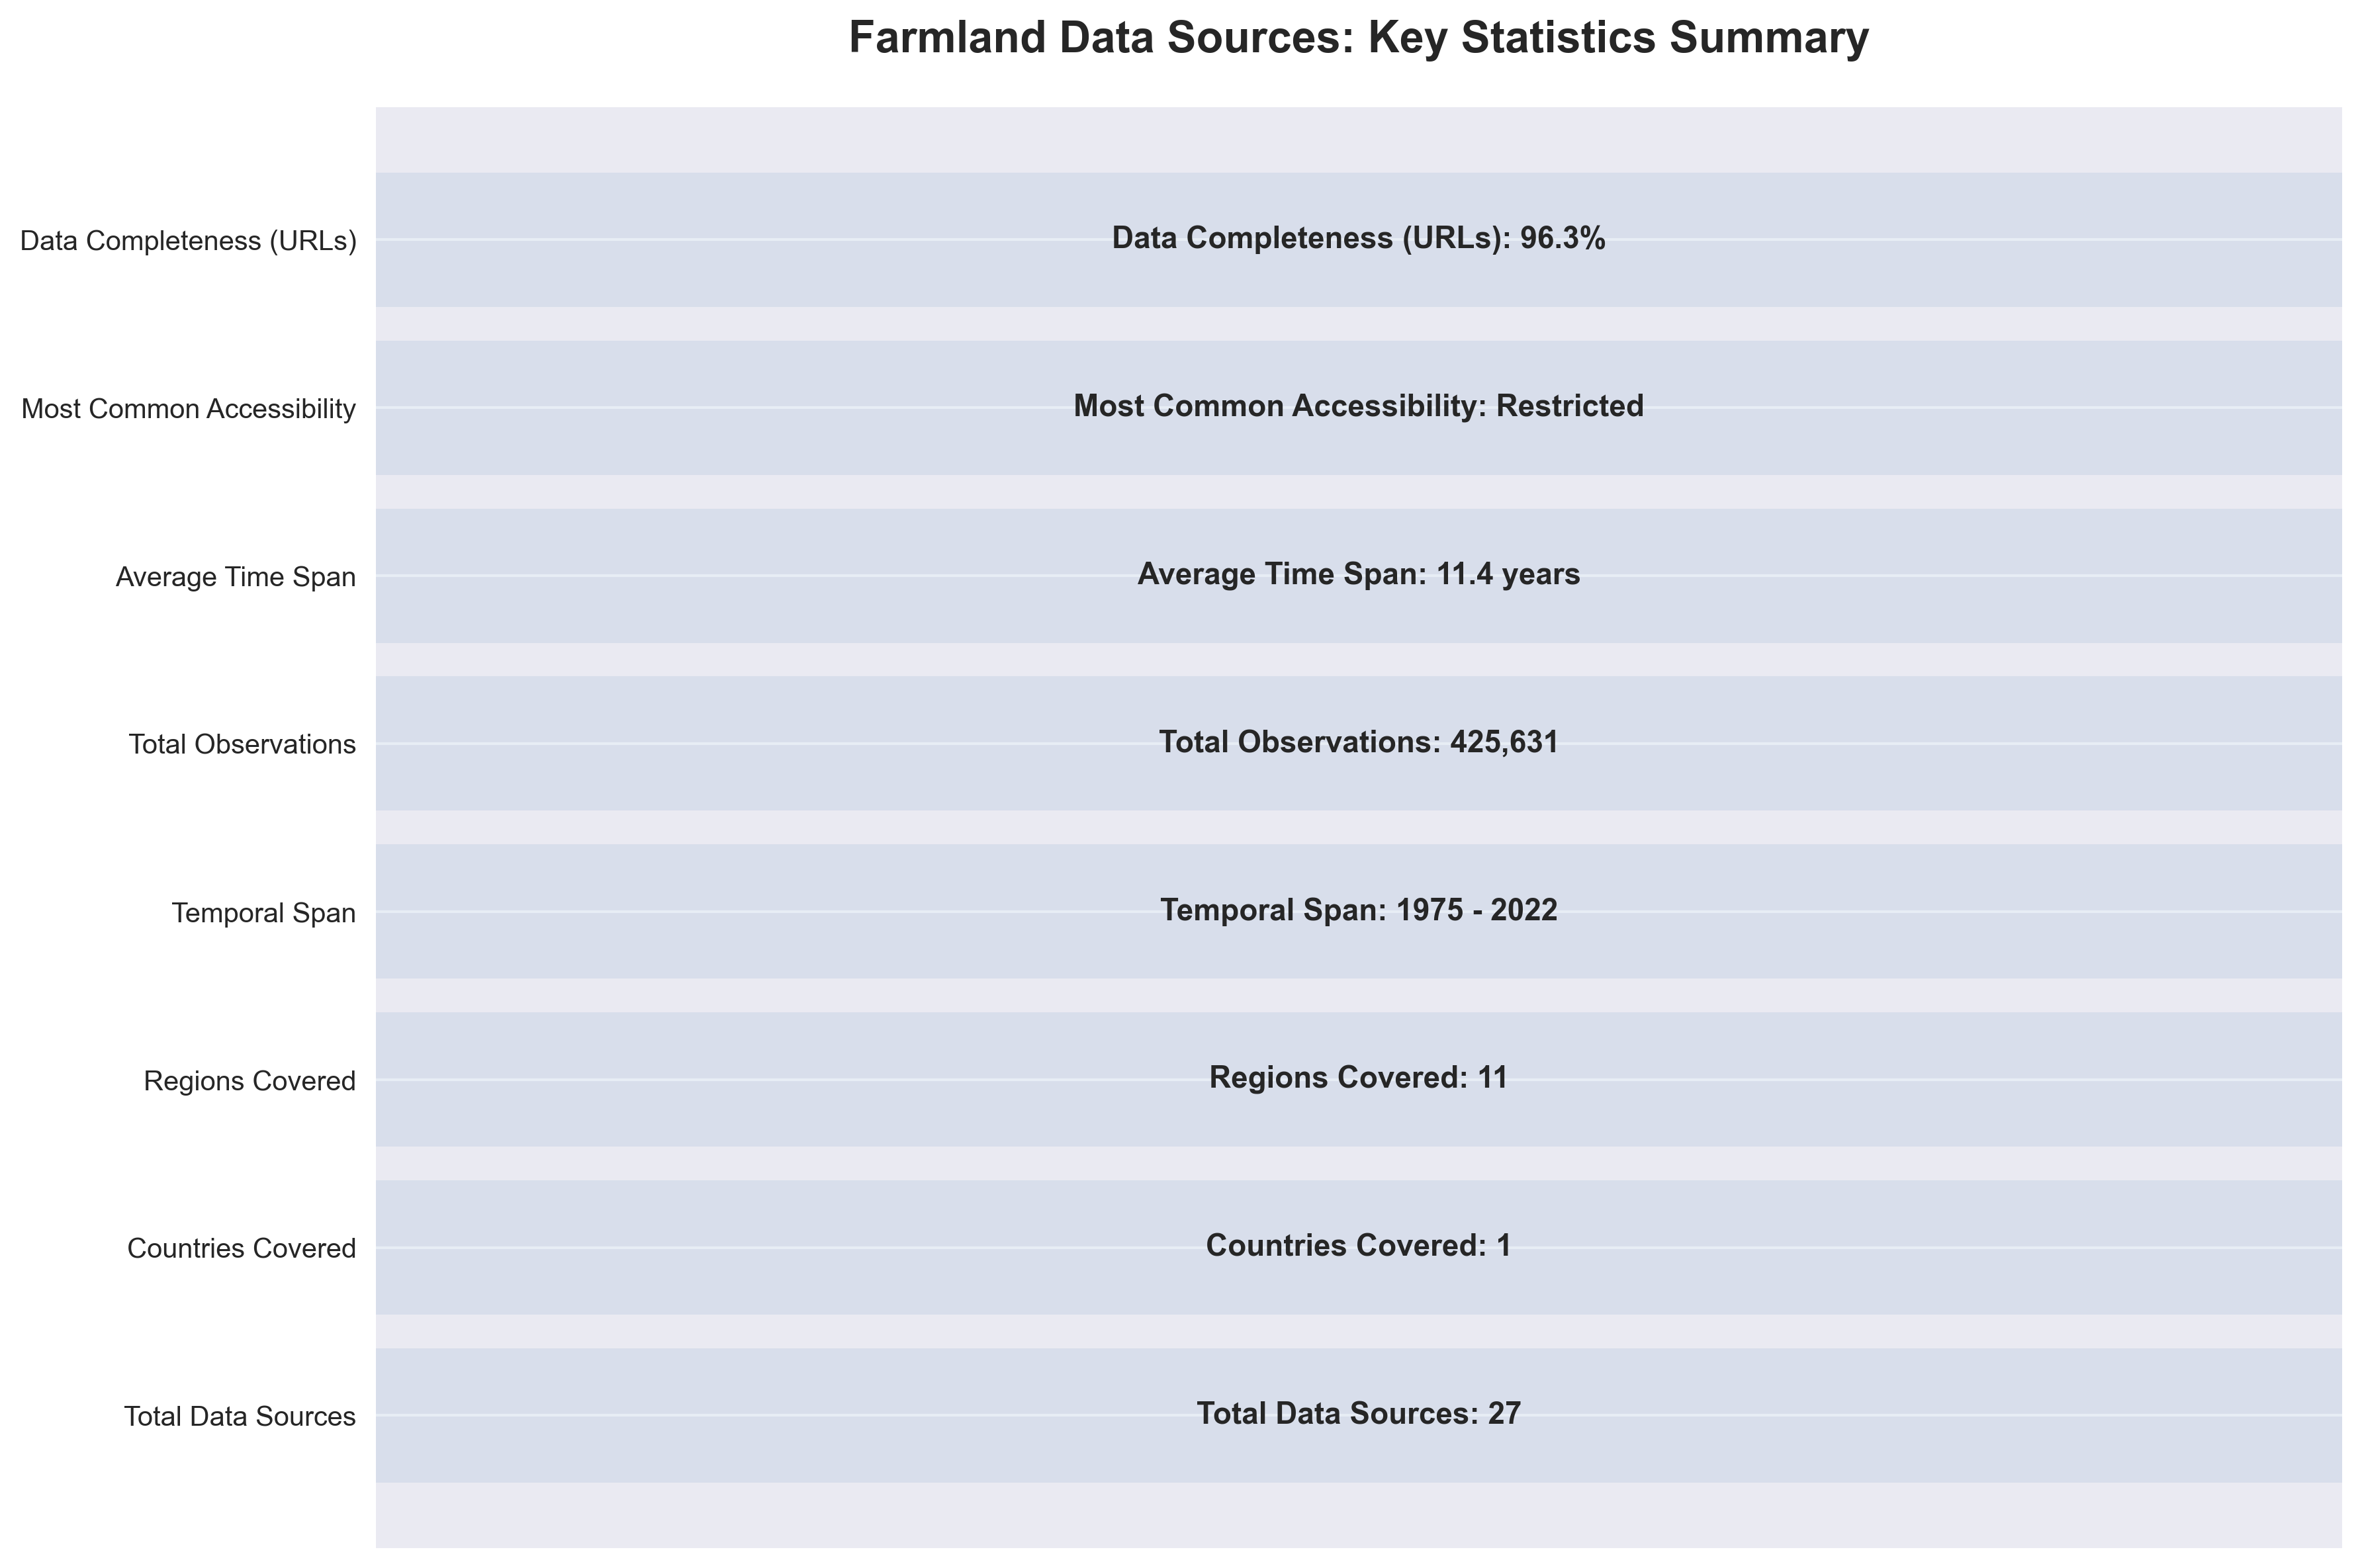 Farmland Data Sources: Key Statistics Summary
Data Completeness (URLs)
Data Completeness (URLs): 96.3%
Most Common Accessibility
Most Common Accessibility: Restricted
Average Time Span
Average Time Span: 11.4 years
Total Observations
Total Observations: 425,631
Temporal Span
Temporal Span: 1975 - 2022
Regions Covered
Regions Covered: 11
Countries Covered
Countries Covered: 1
Total Data Sources
Total Data Sources: 27